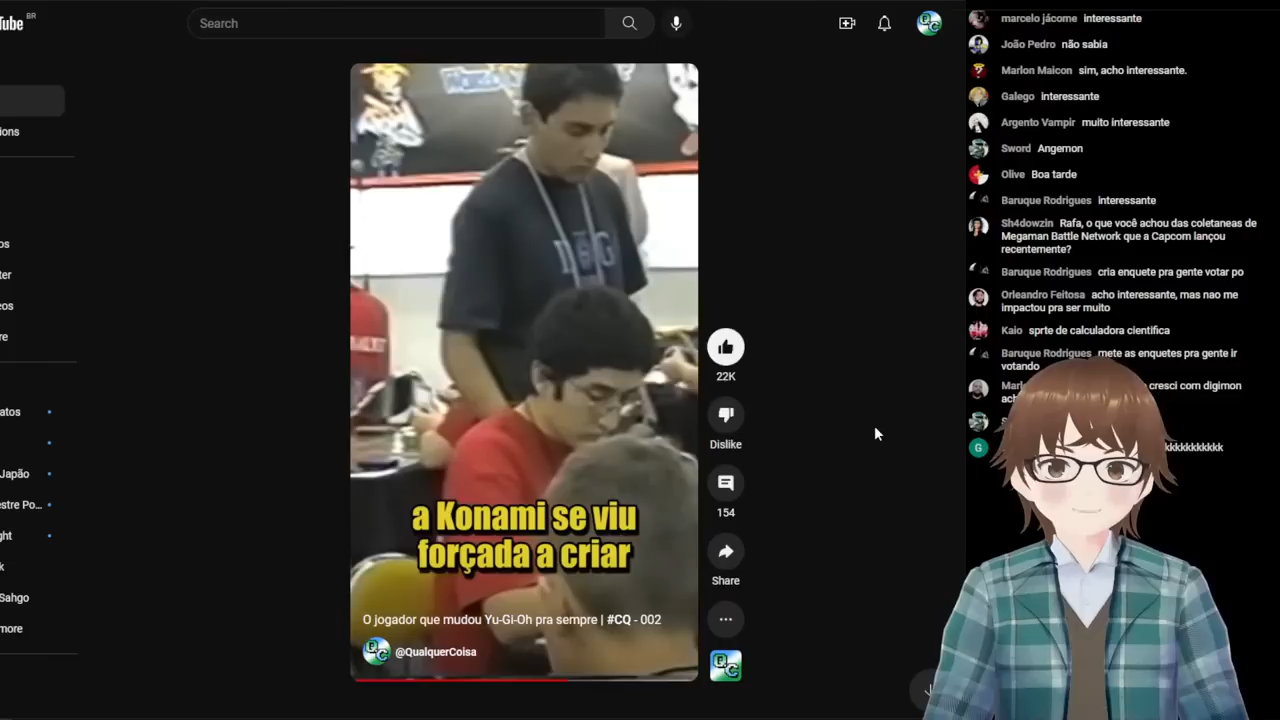 Tube BR
Search
ions
os
ter
eos
re
atos
Japão
estre Po...
ght
k
Sahgo
more
a Konami se viu
forçada a criar
O jogador que mudou Yu-Gi-Oh pra sempre | #CQ - 002
@QualquerCoisa
22K
Dislike
154
Share
marcelo jácome interessante
João Pedro não sabia
Marlon Maicon sim, acho interessante.
Galego interessante
Argento Vampir muito interessante
Sword Angemon
Olive Boa tarde
Baruque Rodrigues interessante
Sh4dowzin Rafa, o que você achou das coletaneas de
Megaman Battle Network que a Capcom lançou
recentemente?
Baruque Rodrigues cria enquete pra gente votar po
Orleandro Feitosa acho interessante, mas nao me
impactou pra ser muito
Kaio sprte de calculadora cientifica
Baruque Rodrigues mete as enquetes pra gente ir
votando
cresci com digimon
kkkkkkkkkkk